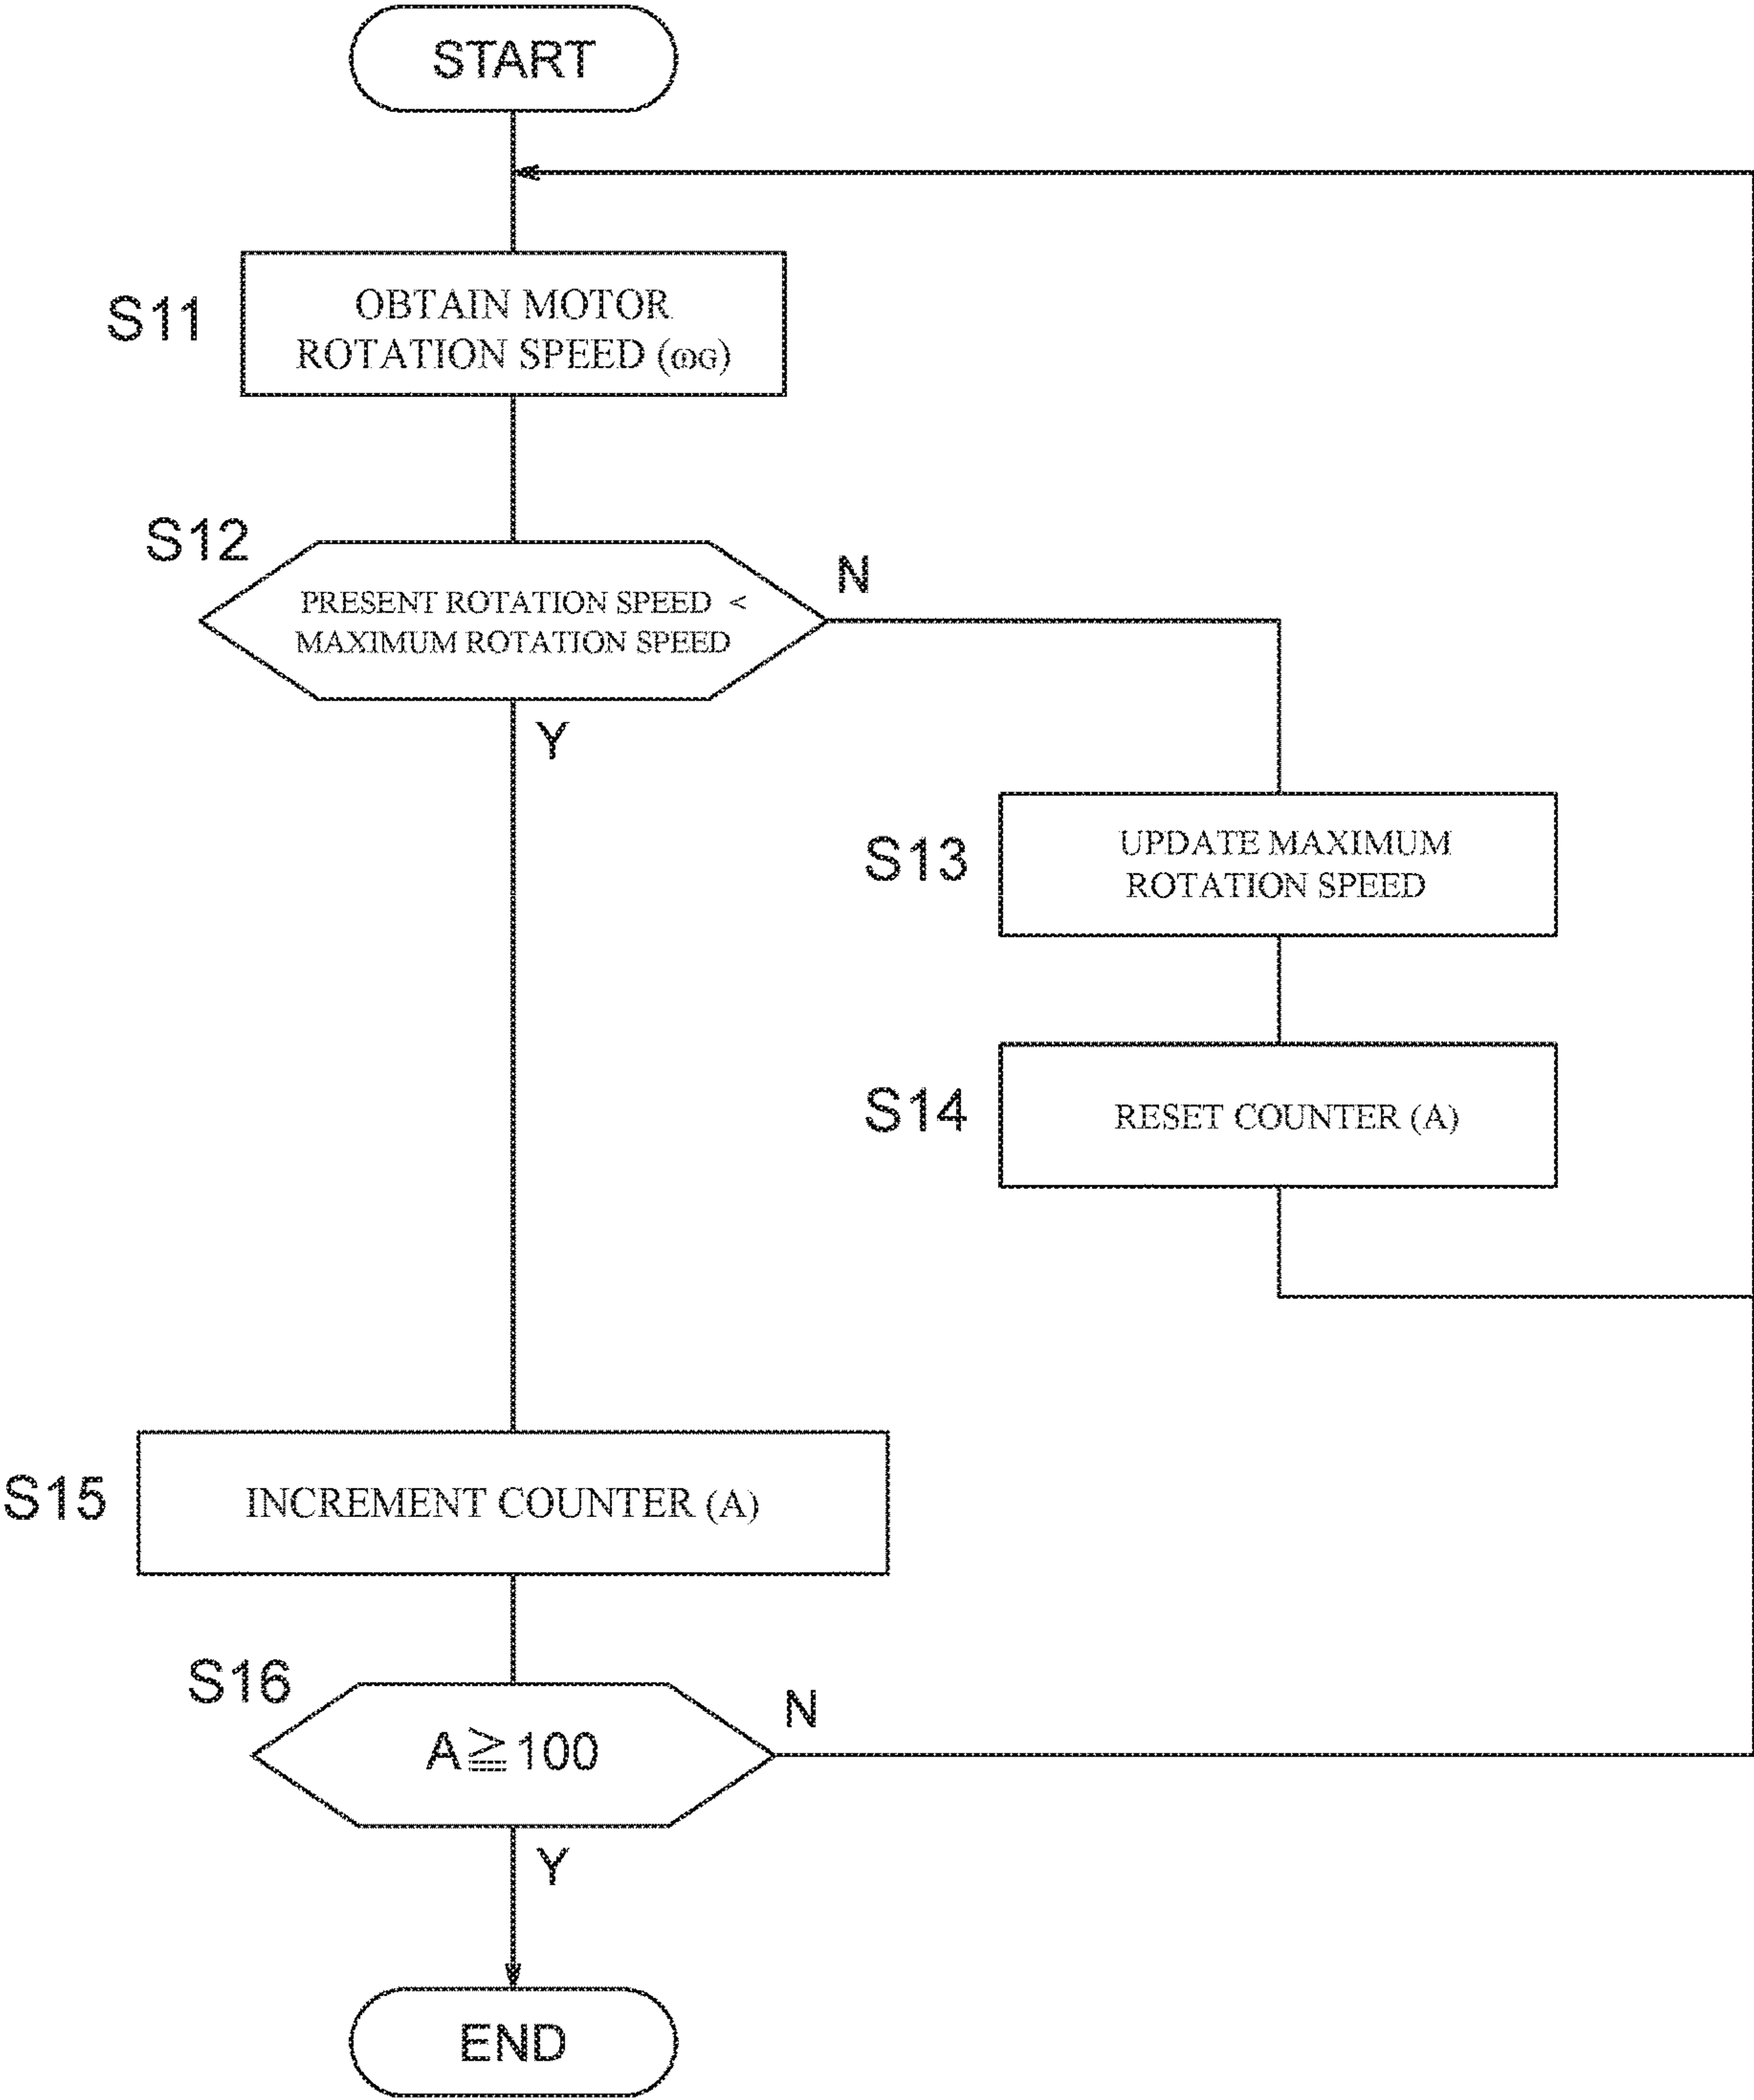 START
S11
OBTAIN MOTOR
ROTATION SPEED (ωG)
S12
PRESENT ROTATION SPEED <
MAXIMUM ROTATION SPEED
N
Y
S13
UPDATE MAXIMUM
ROTATION SPEED
S14
RESET COUNTER (A)
S15
INCREMENT COUNTER (A)
S16
A≧100
N
Y
END